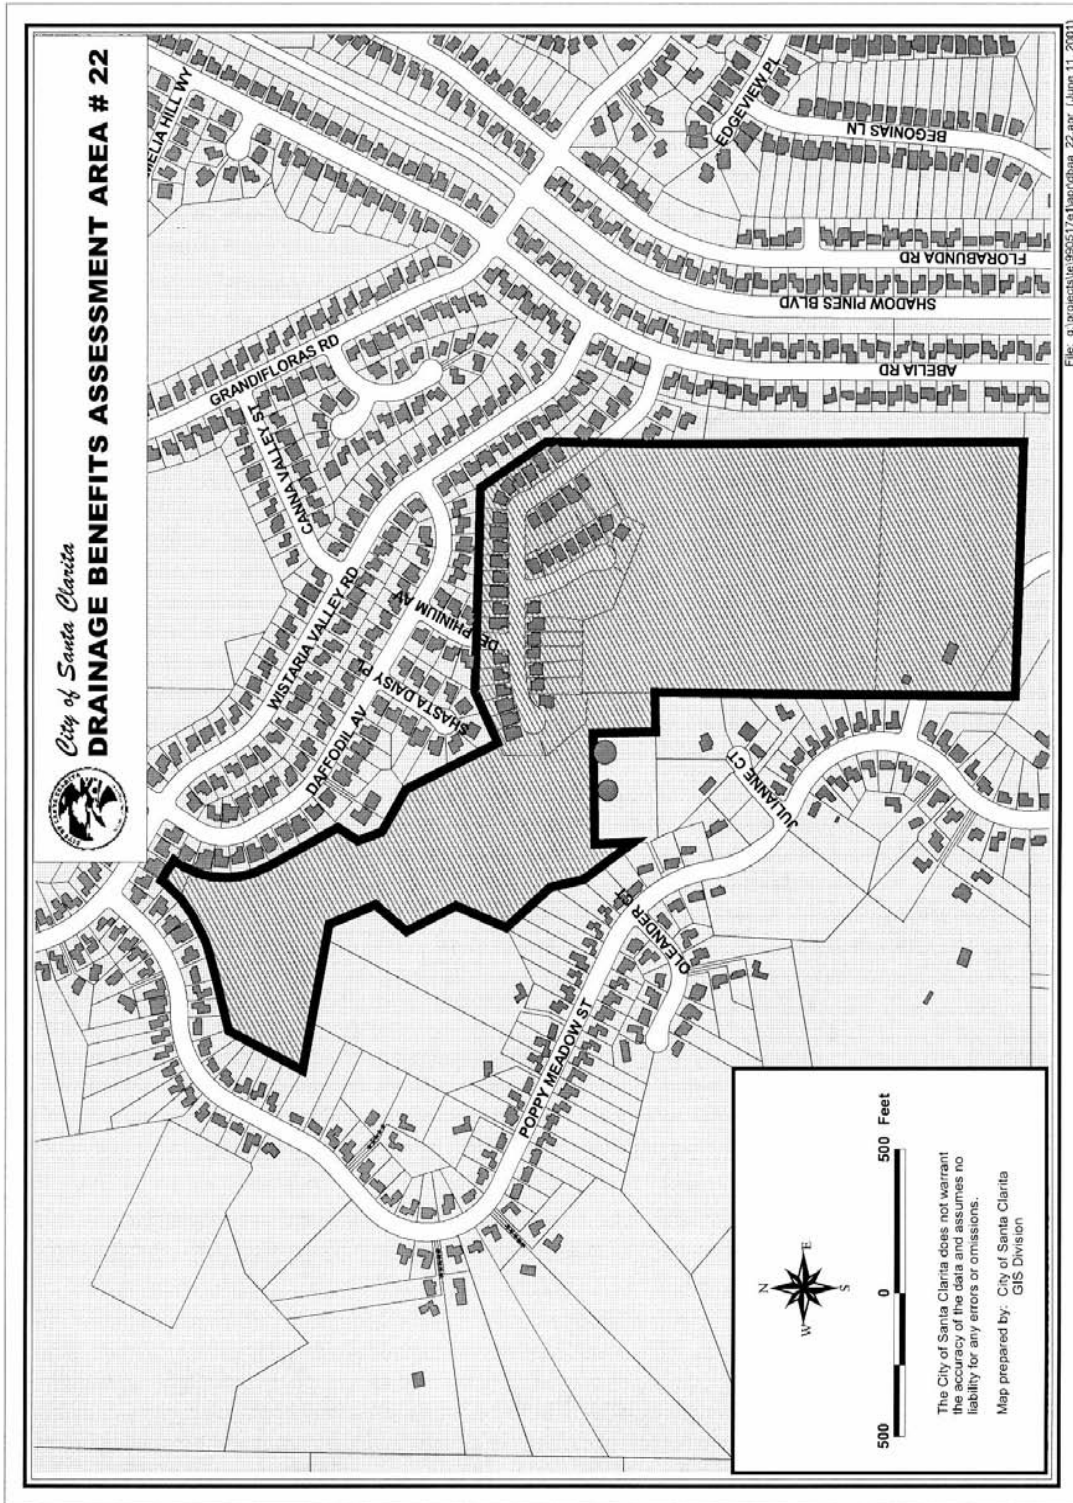 City of Santa Clarita
DRAINAGE BENEFITS ASSESSMENT AREA # 22
GRANDIFLORAS RD
CANNA VALLEY ST
WISTARIA VALLEY RD
DELPHINIUM AV
SHASTA DAISY PL
DAFFODIL AV
EDGEVIEW PL
BEGONIAS LN
FLORABUNDA RD
SHADOW PINES BLVD
ABELIA RD
JULIANNE CT
OLEANDER CT
POPPY MEADOW ST
N
W
E
S
500 0 500 Feet
The City of Santa Clarita does not warrant
the accuracy of the data and assumes no
liability for any errors or omissions.
Map prepared by: City of Santa Clarita
GIS Division